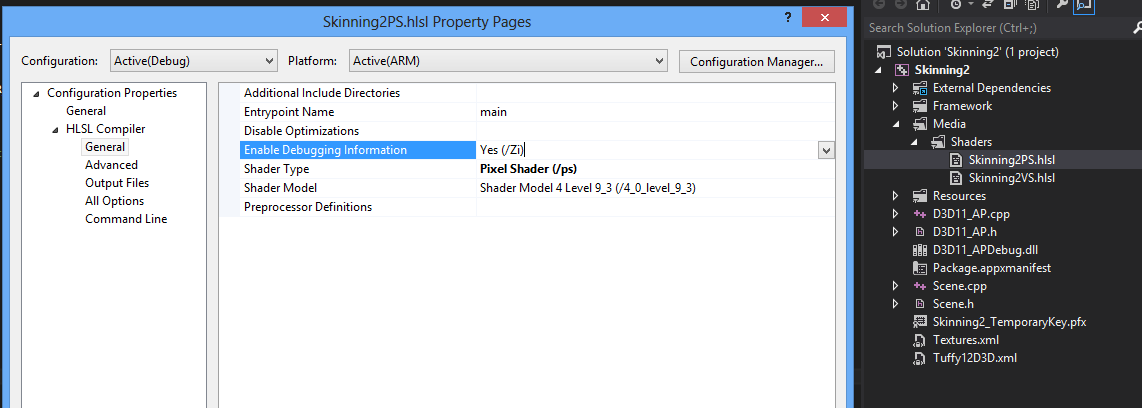 Skinning2PS.hlsl Property Pages
?
Configuration: Active(Debug) Platform: Active(ARM) Configuration Manager...
Configuration Properties
General
HLSL Compiler
General
Advanced
Output Files
All Options
Command Line
Additional Include Directories
Entrypoint Name main
Disable Optimizations
Enable Debugging Information Yes (/Zi)
Shader Type Pixel Shader (/ps)
Shader Model Shader Model 4 Level 9_3 (/4_0_level_9_3)
Preprocessor Definitions
Search Solution Explorer (Ctrl+;)
Solution 'Skinning2' (1 project)
Skinning2
External Dependencies
Framework
Media
Shaders
Skinning2PS.hlsl
Skinning2VS.hlsl
Resources
D3D11_AP.cpp
D3D11_AP.h
D3D11_APDebug.dll
Package.appxmanifest
Scene.cpp
Scene.h
Skinning2_TemporaryKey.pfx
Textures.xml
Tuffy12D3D.xml